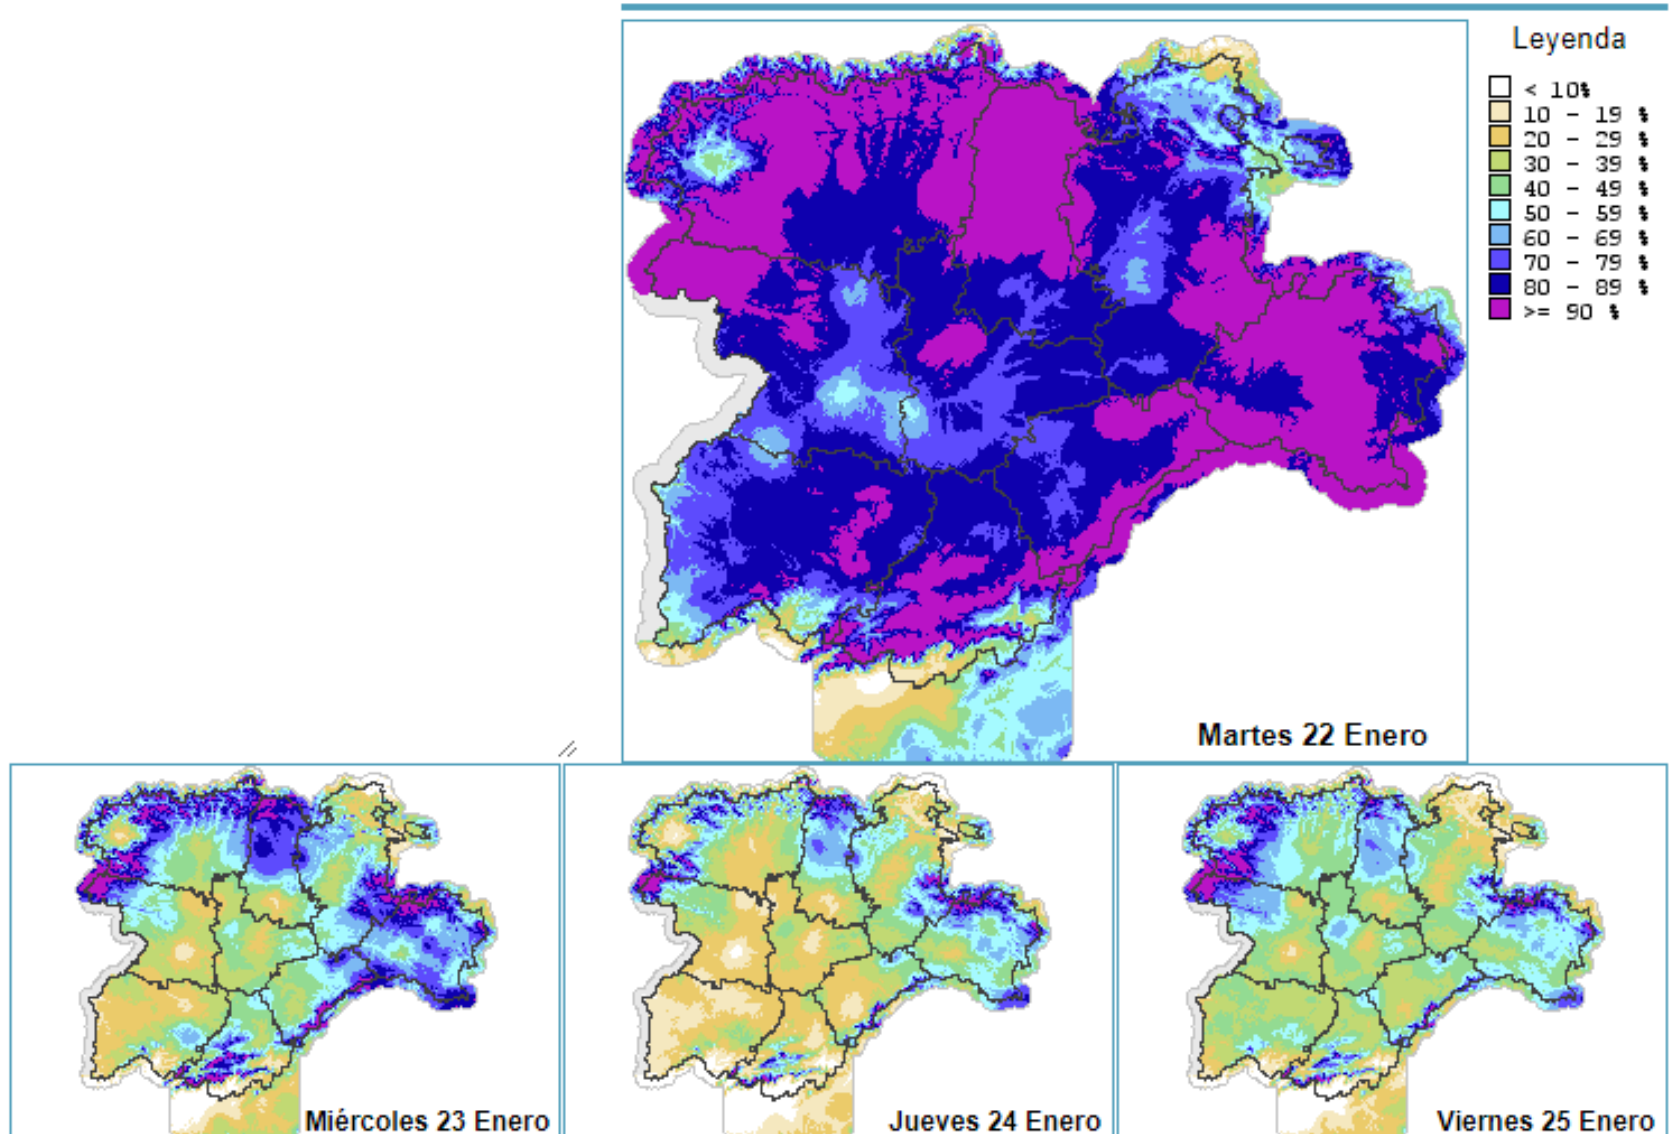 Leyenda
< 10%
10 - 19 %
20 - 29 %
30 - 39 %
40 - 49 %
50 - 59 %
60 - 69 %
70 - 79 %
80 - 89 %
>= 90 %
Martes 22 Enero
Miércoles 23 Enero
Jueves 24 Enero
Viernes 25 Enero